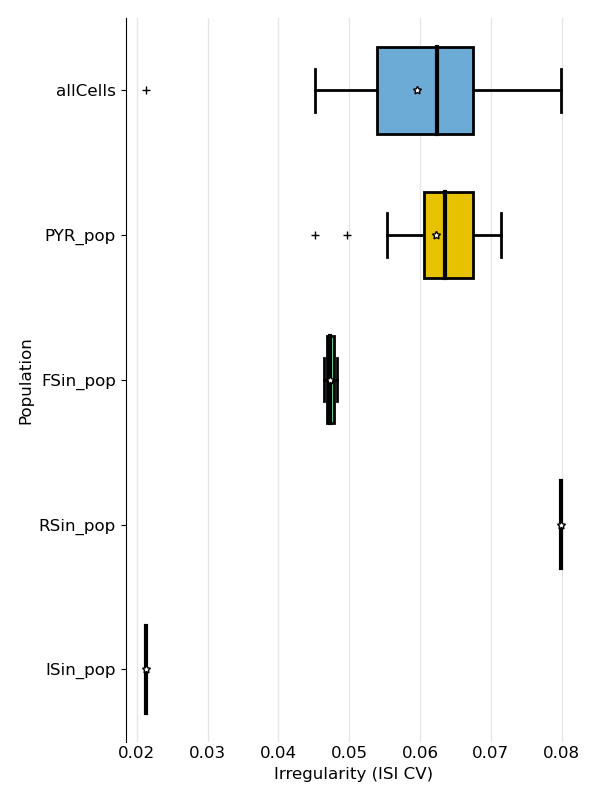 allCells
PYR_pop
FSin_pop
RSin_pop
ISin_pop
Population
0.02 0.03 0.04 0.05 0.06 0.07 0.08
Irregularity (ISI CV)